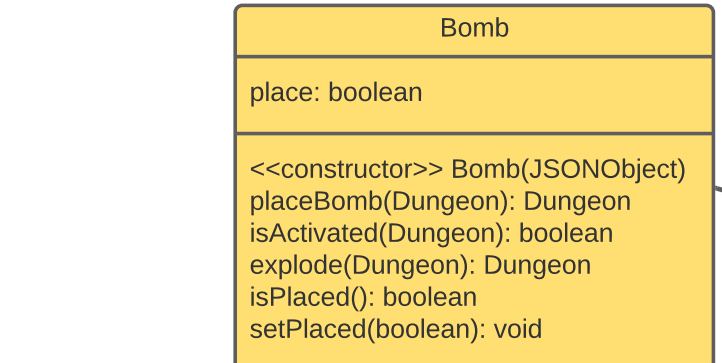 Bomb
place: boolean
<<constructor>> Bomb(JSONObject)
placeBomb(Dungeon): Dungeon
isActivated(Dungeon): boolean
explode(Dungeon): Dungeon
isPlaced(): boolean
setPlaced(boolean): void